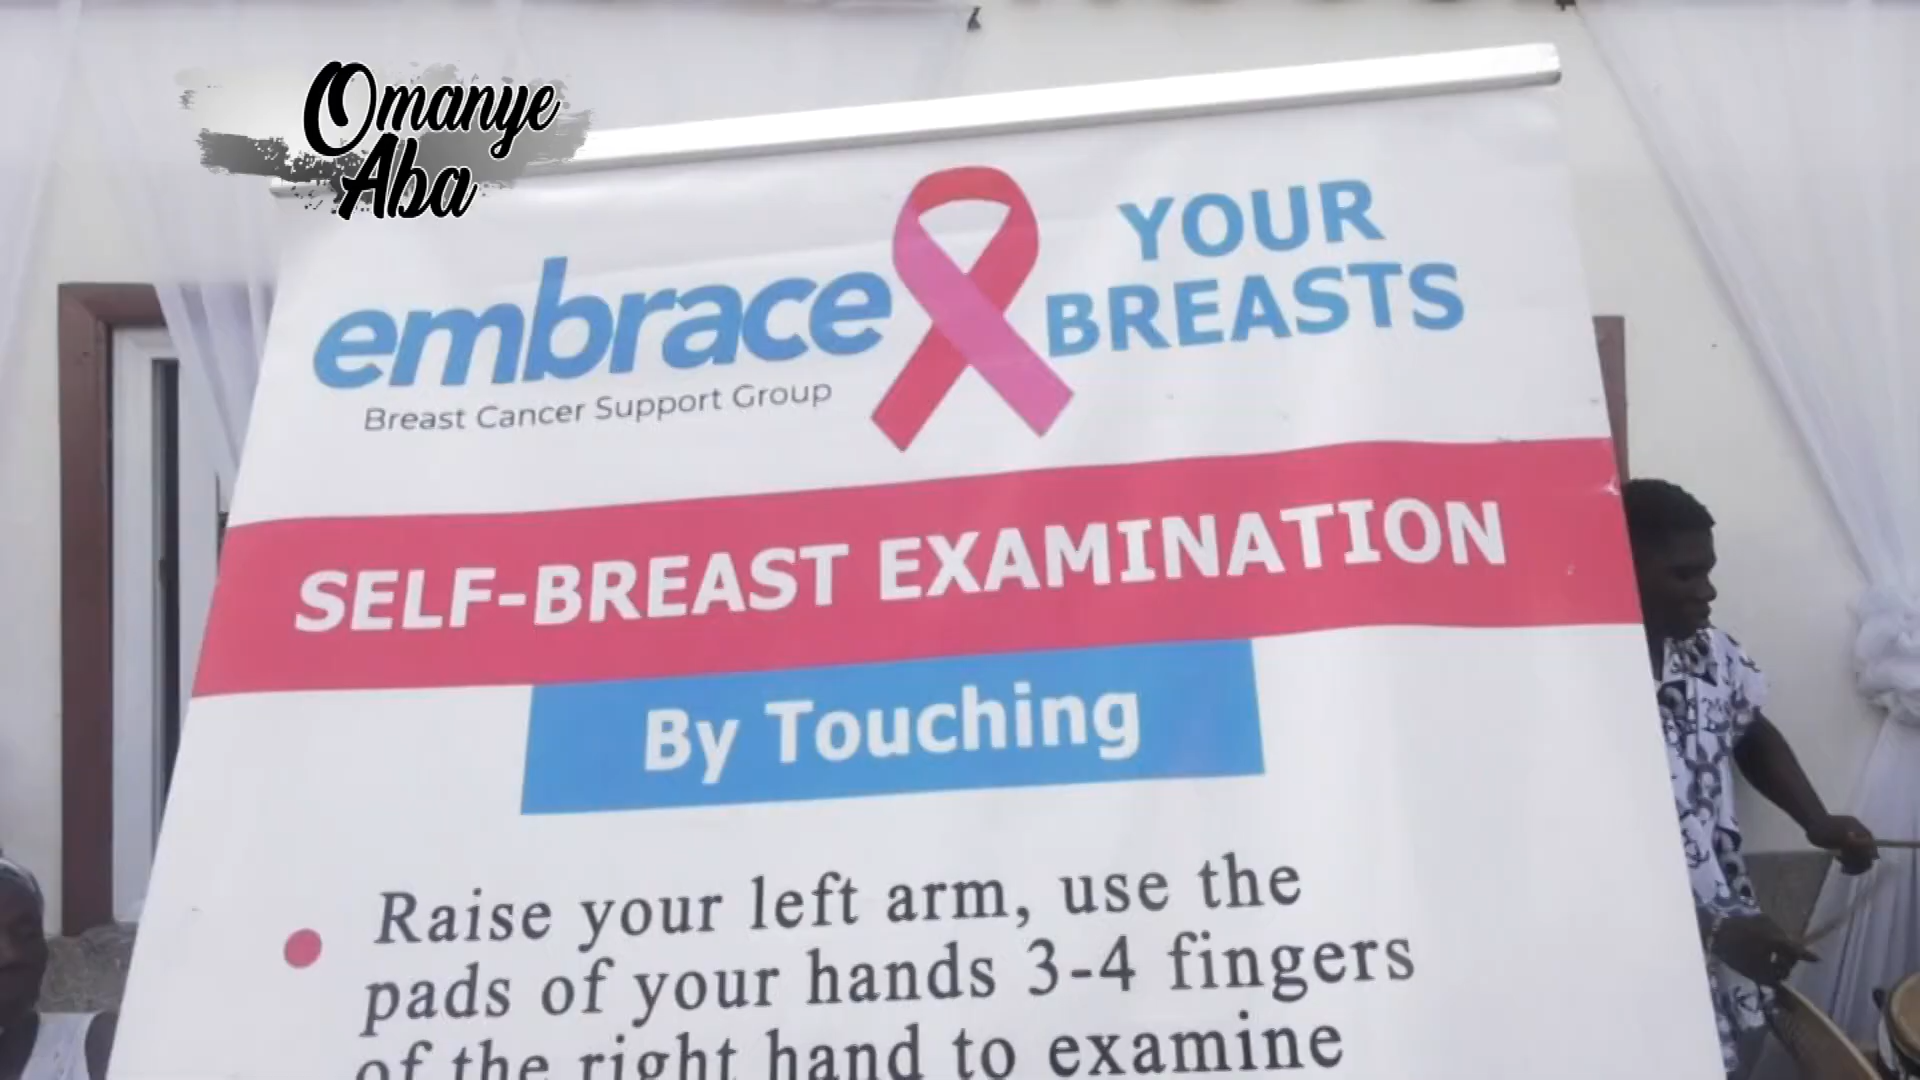 Omanye
Aba
embrace
Breast Cancer Support Group
YOUR
BREASTS
SELF-BREAST EXAMINATION
By Touching
Raise your left arm, use the
pads of your hands 3-4 fingers
of the right hand to examine